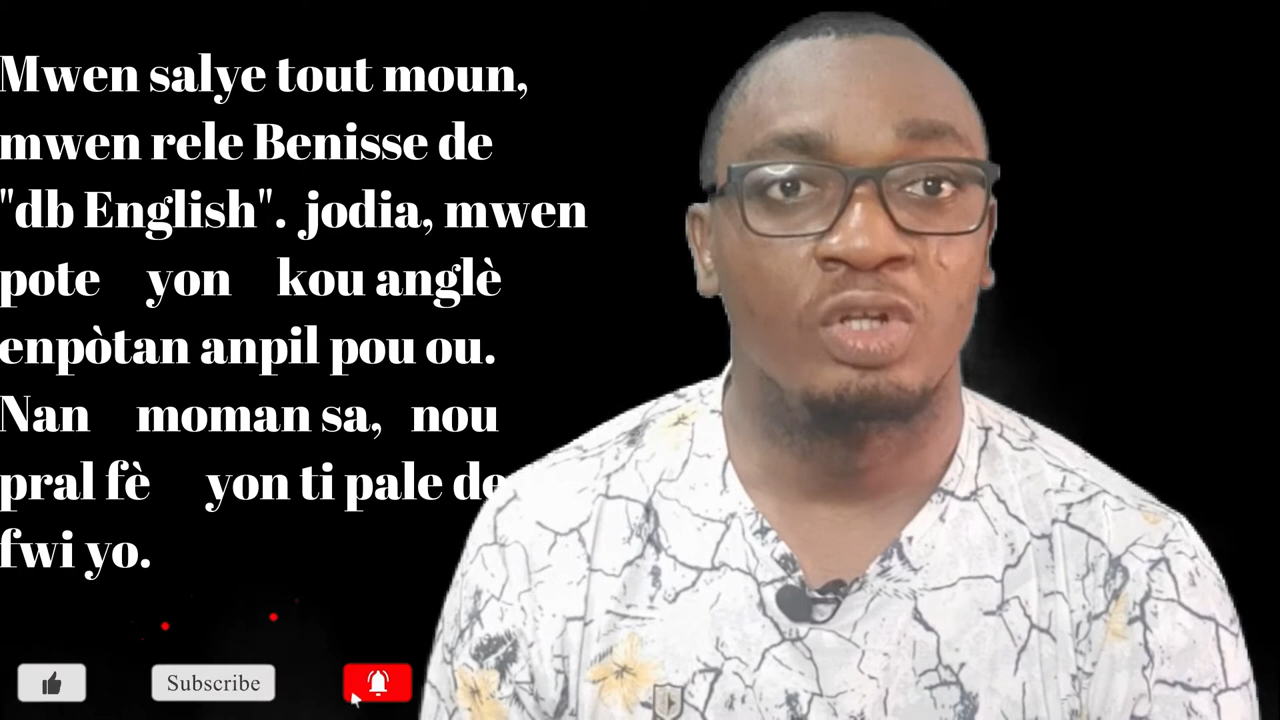 Mwen salye tout moun,
mwen rele Benisse de
"db English". jodia, mwen
pote yon kou anglè
enpòtan anpil pou ou.
Nan moman sa, nou
pral fè yon ti pale de
fwi yo.
Subscribe